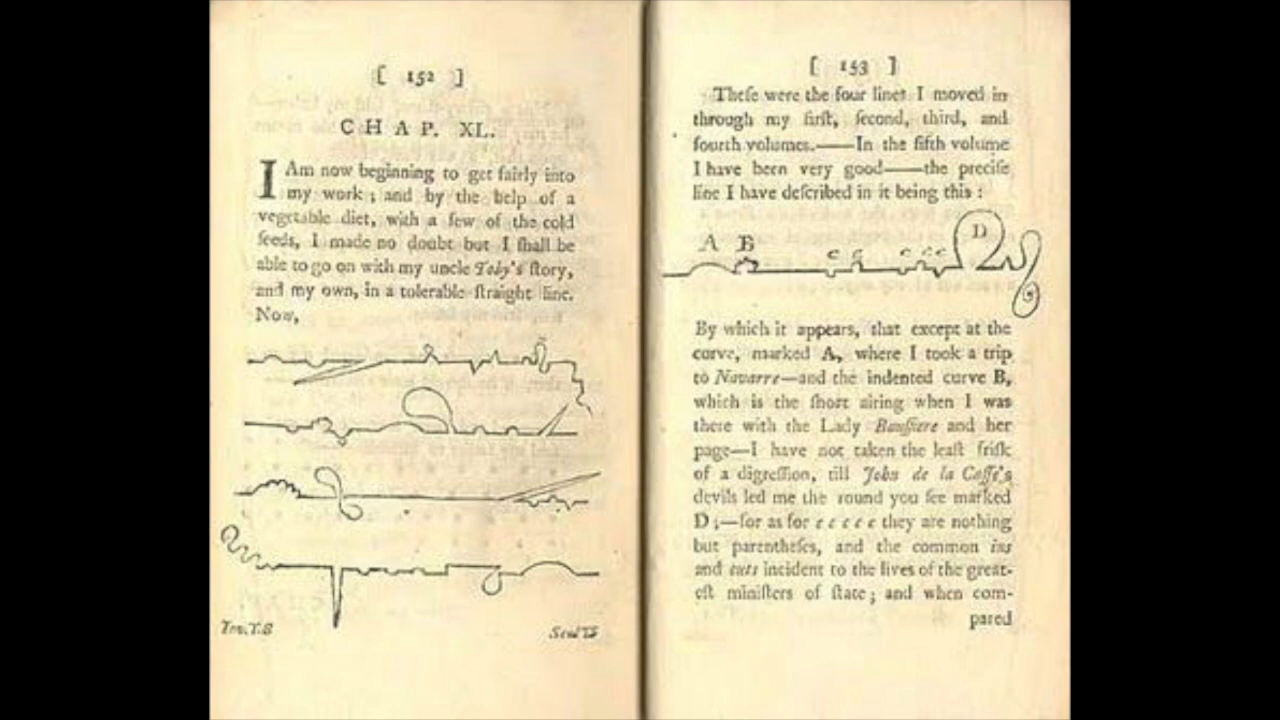 [ 152 ]
CHAP. XL.
I Am now beginning to get fairly into
my work ; and by the help of a
vegetable diet, with a few of the cold
ſeeds, I made no doubt but I ſhall be
able to go on with my uncle Toby's ſtory,
and my own, in a tolerable ſtraight line.
Now,
Inv.T.S
Scul.TS
[ 153 ]
Theſe were the four lines I moved in
through my firſt, ſecond, third, and
fourth volumes.——In the fifth volume
I have been very good——the preciſe
line I have deſcribed in it being this :
A B c c c c c D
By which it appears, that except at the
curve, marked A, where I took a trip
to Navarre—and the indented curve B,
which is the ſhort airing when I was
there with the Lady Bauſſiere and her
page—I have not taken the leaſt friſk
of a digreſſion, till John de la Caſſe's
devils led me the round you ſee marked
D ;—for as for c c c c c they are nothing
but parentheſes, and the common ins
and outs incident to the lives of the great-
eſt miniſters of ſtate ; and when com-
pared